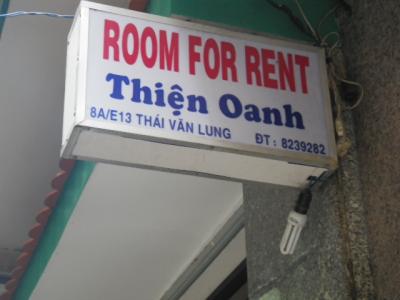 ROOM FOR RENT
Thiện Oanh
8A/E13 THÁI VĂN LUNG ĐT : 8239282